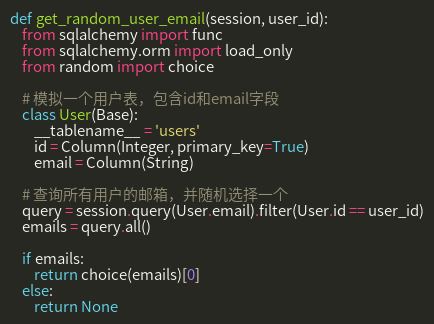 def get_random_user_email(session, user_id):
    from sqlalchemy import func
    from sqlalchemy.orm import load_only
    from random import choice

    # 模拟一个用户表，包含id和email字段
    class User(Base):
        __tablename__ = 'users'
        id = Column(Integer, primary_key=True)
        email = Column(String)

    # 查询所有用户的邮箱，并随机选择一个
    query = session.query(User.email).filter(User.id == user_id)
    emails = query.all()

    if emails:
        return choice(emails)[0]
    else:
        return None